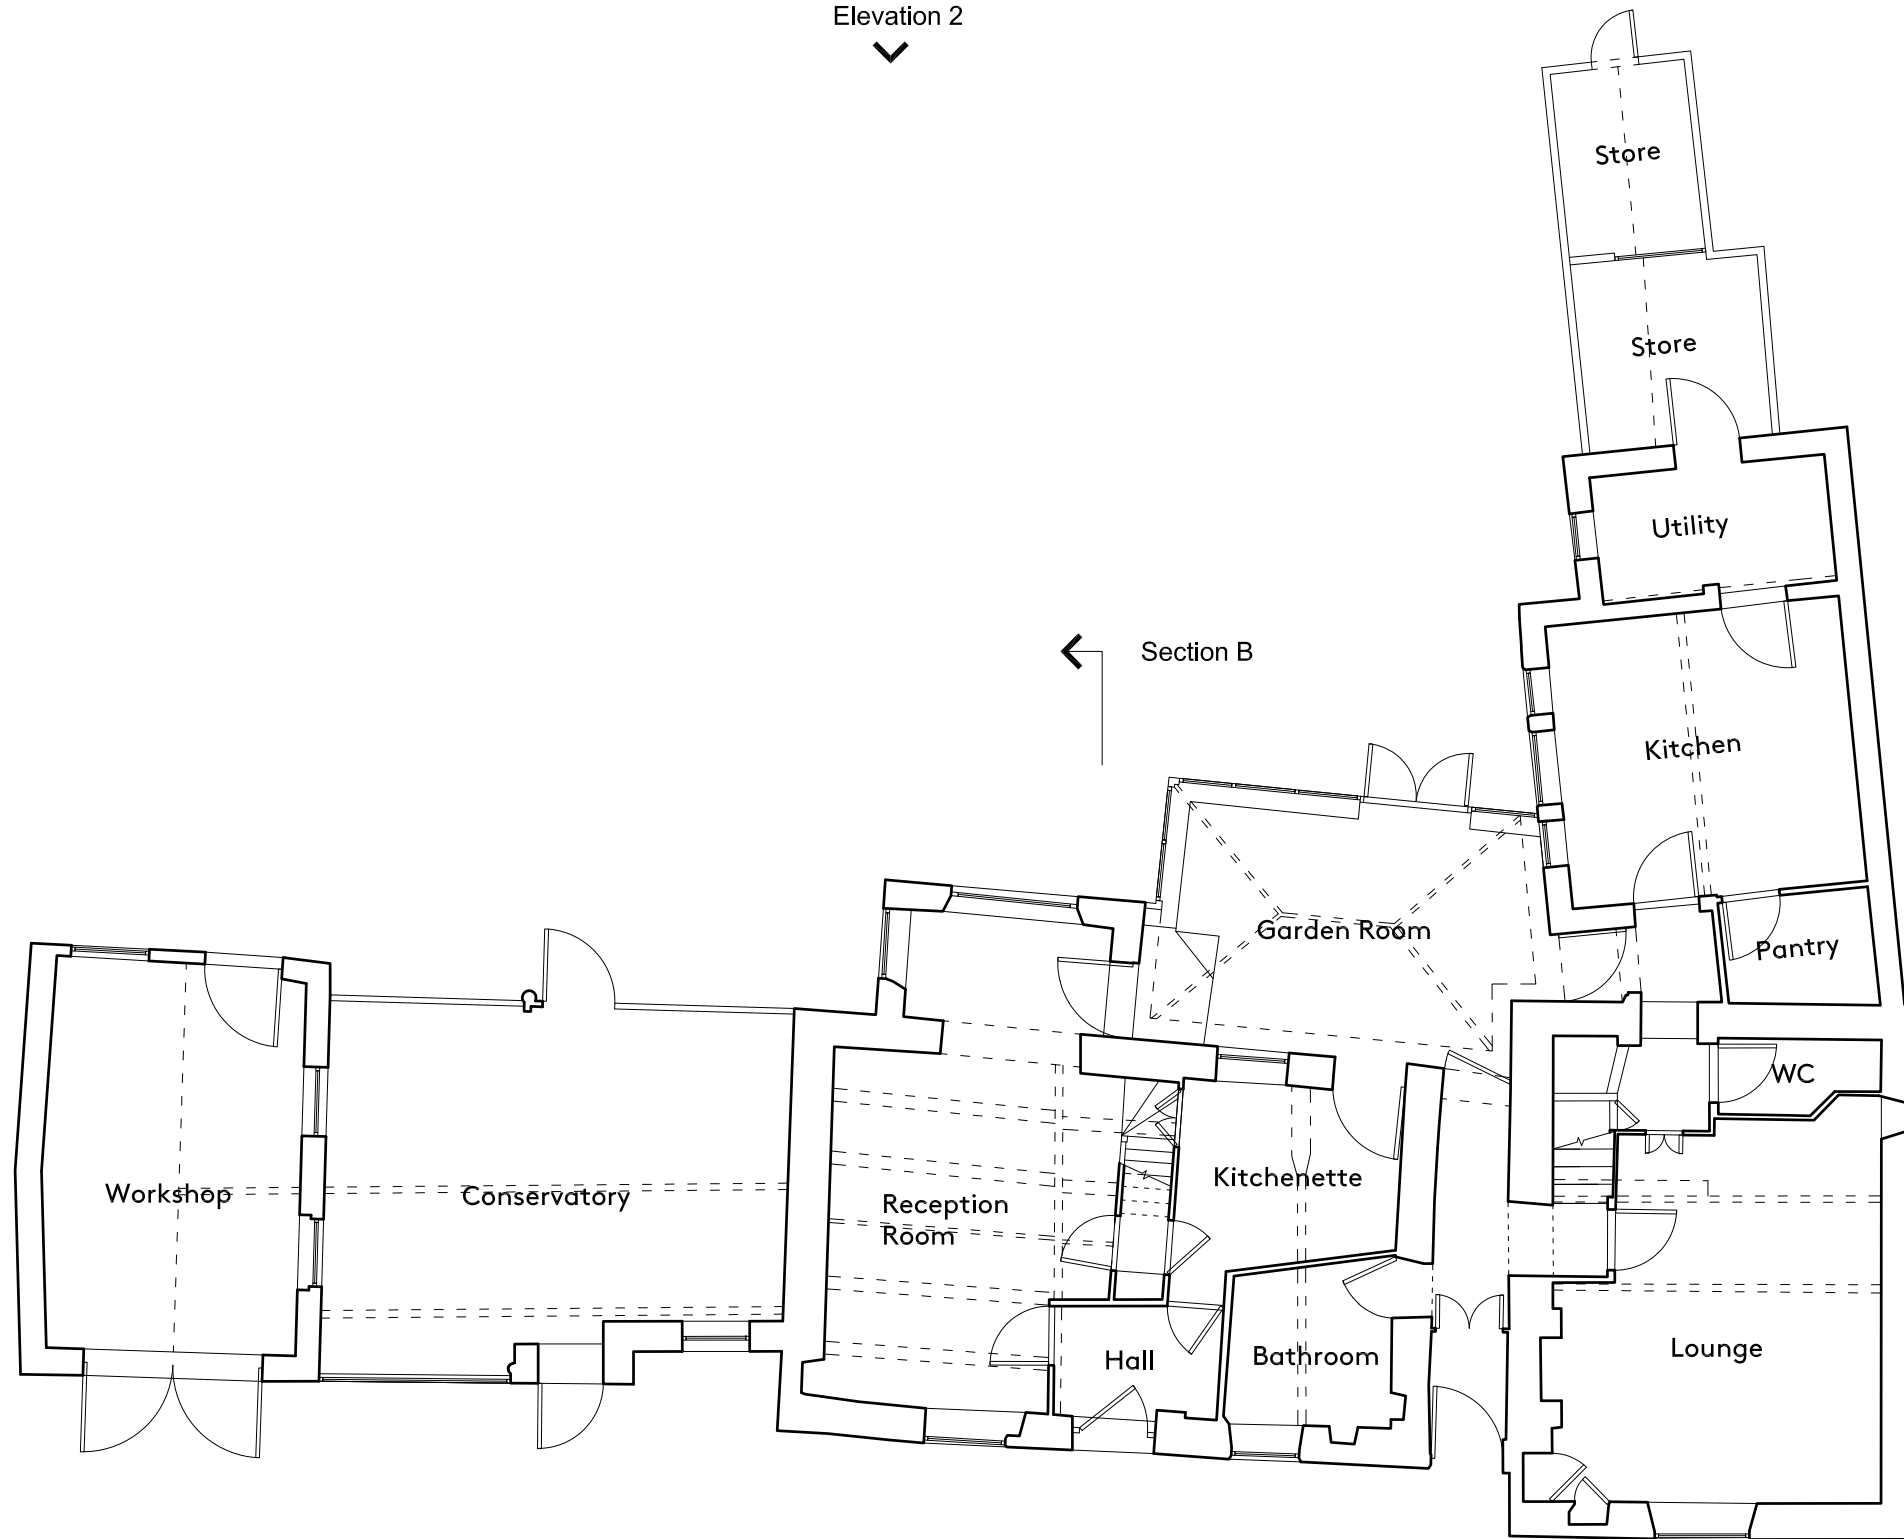 Elevation 2
Store
Store
Utility
Section B
Kitchen
Garden Room
Pantry
WC
Workshop
Conservatory
Reception
Room
Kitchenette
Hall
Bathroom
Lounge